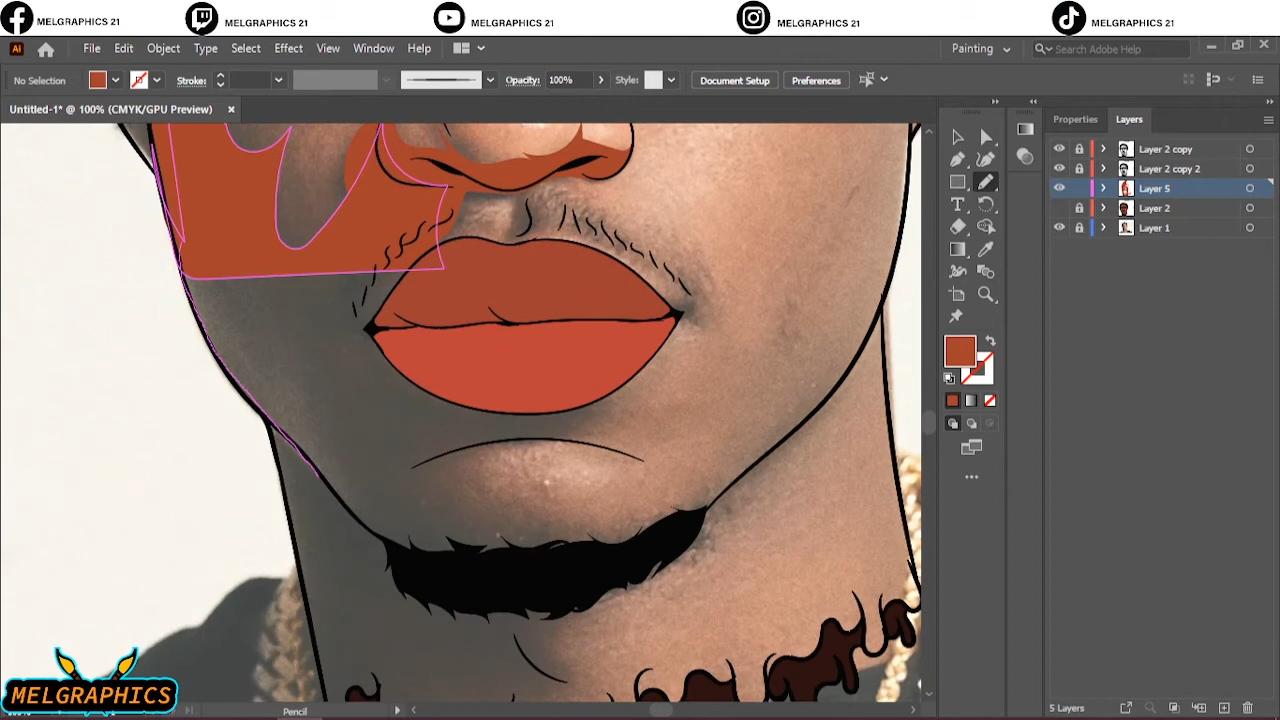 MELGRAPHICS 21 MELGRAPHICS 21 MELGRAPHICS 21 MELGRAPHICS 21 MELGRAPHICS 21
Ai File Edit Object Type Select Effect View Window Help Painting Search Adobe Help
No Selection Stroke: Opacity: 100% Style: Document Setup Preferences
Untitled-1* @ 100% (CMYK/GPU Preview)
Properties Layers
Layer 2 copy
Layer 2 copy 2
Layer 5
Layer 2
Layer 1
MELGRAPHICS
Pencil
5 Layers